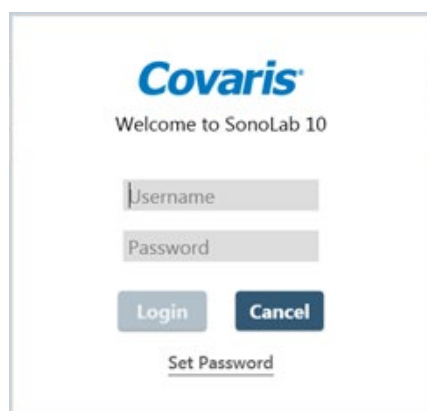 Covaris
Welcome to SonoLab 10
Username
Password
Login Cancel
Set Password